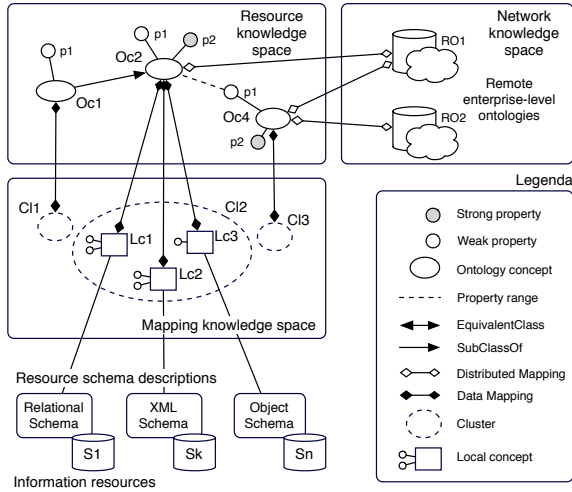 Resource
knowledge
space
Network
knowledge
space
p1
Oc2
p2
p1
Oc1
p1
Oc4
p2
RO1
Remote
enterprise-level
ontologies
RO2
Legenda
Cl1
Cl2
Cl3
Lc1
Lc3
Lc2
Mapping knowledge space
Strong property
Weak property
Ontology concept
Property range
EquivalentClass
SubClassOf
Distributed Mapping
Data Mapping
Cluster
Local concept
Resource schema descriptions
Relational
Schema
XML
Schema
Object
Schema
S1
Sk
Sn
Information resources